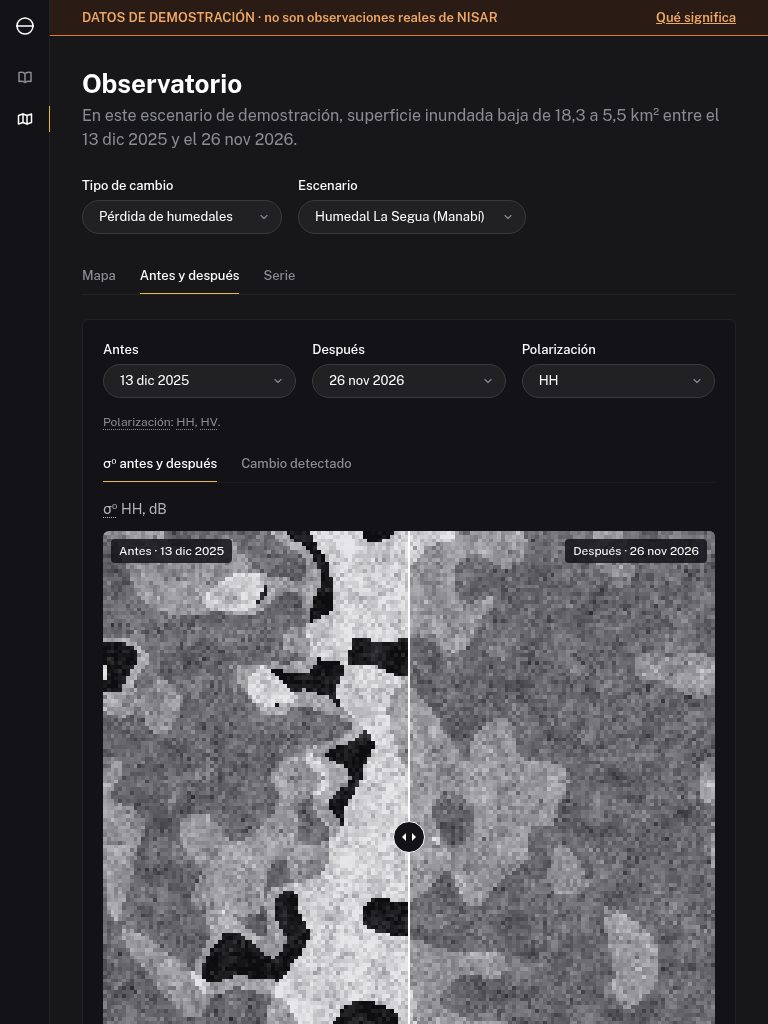 DATOS DE DEMOSTRACIÓN · no son observaciones reales de NISAR
Qué significa
Observatorio
En este escenario de demostración, superficie inundada baja de 18,3 a 5,5 km² entre el
13 dic 2025 y el 26 nov 2026.
Tipo de cambio
Escenario
Pérdida de humedales
Humedal La Segua (Manabí)
Mapa
Antes y después
Serie
Antes
Después
Polarización
13 dic 2025
26 nov 2026
HH
Polarización: HH, HV.
σ⁰ antes y después
Cambio detectado
σ⁰ HH, dB
Antes · 13 dic 2025
Después · 26 nov 2026